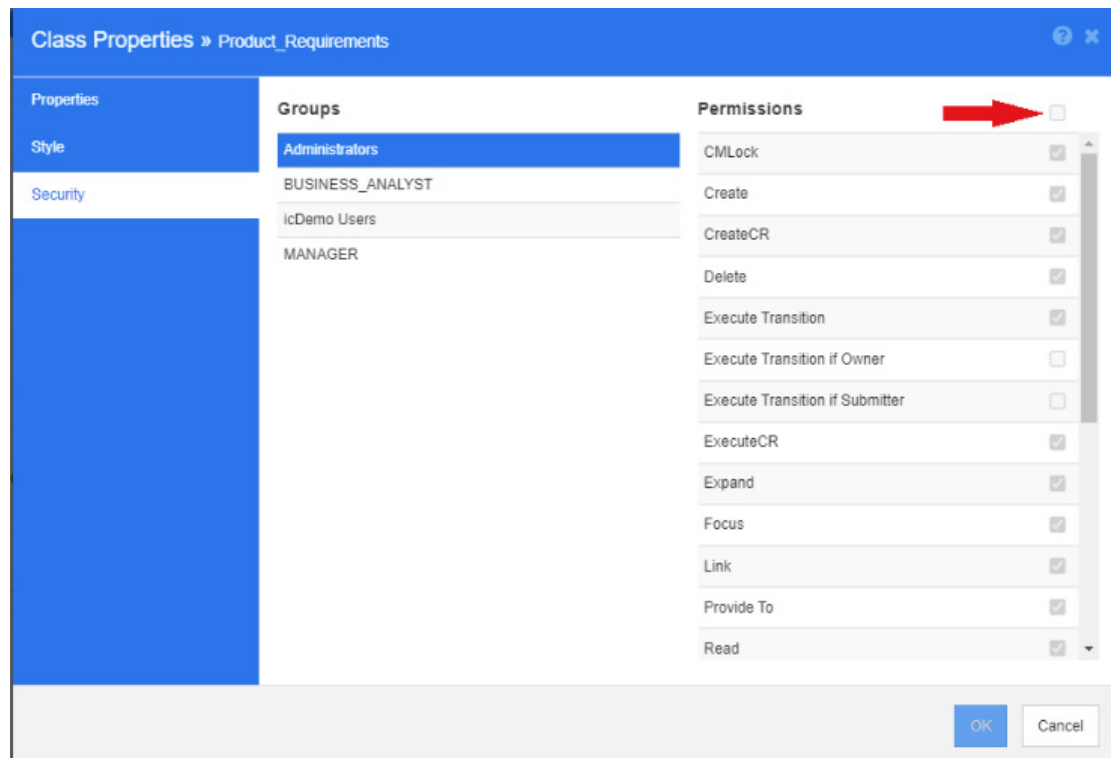 Class Properties » Product_Requirements
Properties
Style
Security
Groups
Administrators
BUSINESS_ANALYST
icDemo Users
MANAGER
Permissions
CMLock
Create
CreateCR
Delete
Execute Transition
Execute Transition if Owner
Execute Transition if Submitter
ExecuteCR
Expand
Focus
Link
Provide To
Read
OK
Cancel